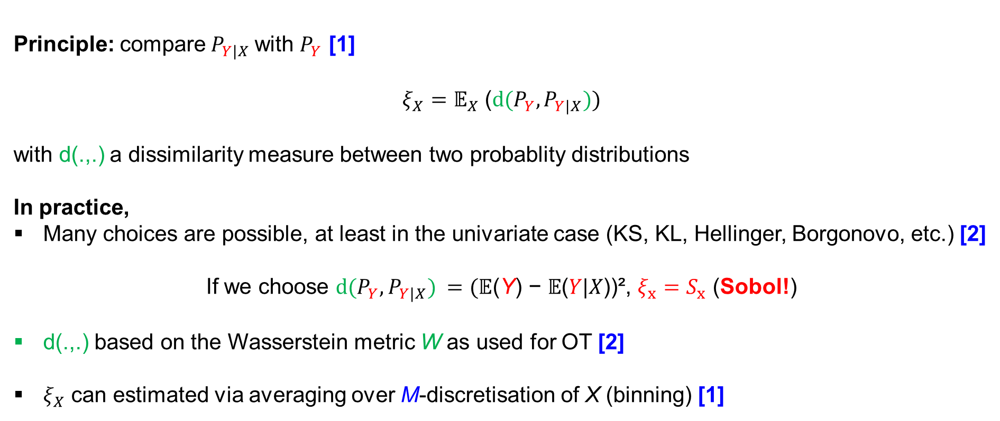 Principle: compare P_{Y|X} with P_Y [1]
ξ_X = 𝔼_X (d(P_Y, P_{Y|X}))
with d(.,.) a dissimilarity measure between two probablity distributions
In practice,
▪ Many choices are possible, at least in the univariate case (KS, KL, Hellinger, Borgonovo, etc.) [2]
If we choose d(P_Y, P_{Y|X}) = (𝔼(Y) − 𝔼(Y|X))², ξ_x = S_x (Sobol!)
▪ d(.,.) based on the Wasserstein metric W as used for OT [2]
▪ ξ_X can estimated via averaging over M-discretisation of X (binning) [1]